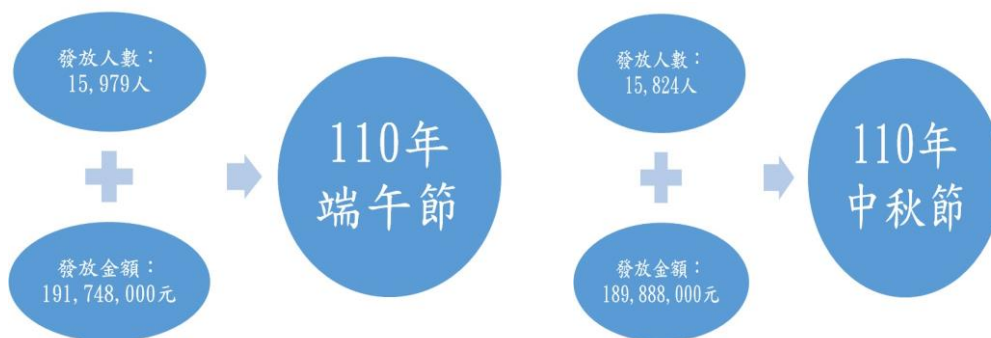 發放人數：
15,979人
發放金額：
191,748,000元
110年
端午節
發放人數：
15,824人
發放金額：
189,888,000元
110年
中秋節